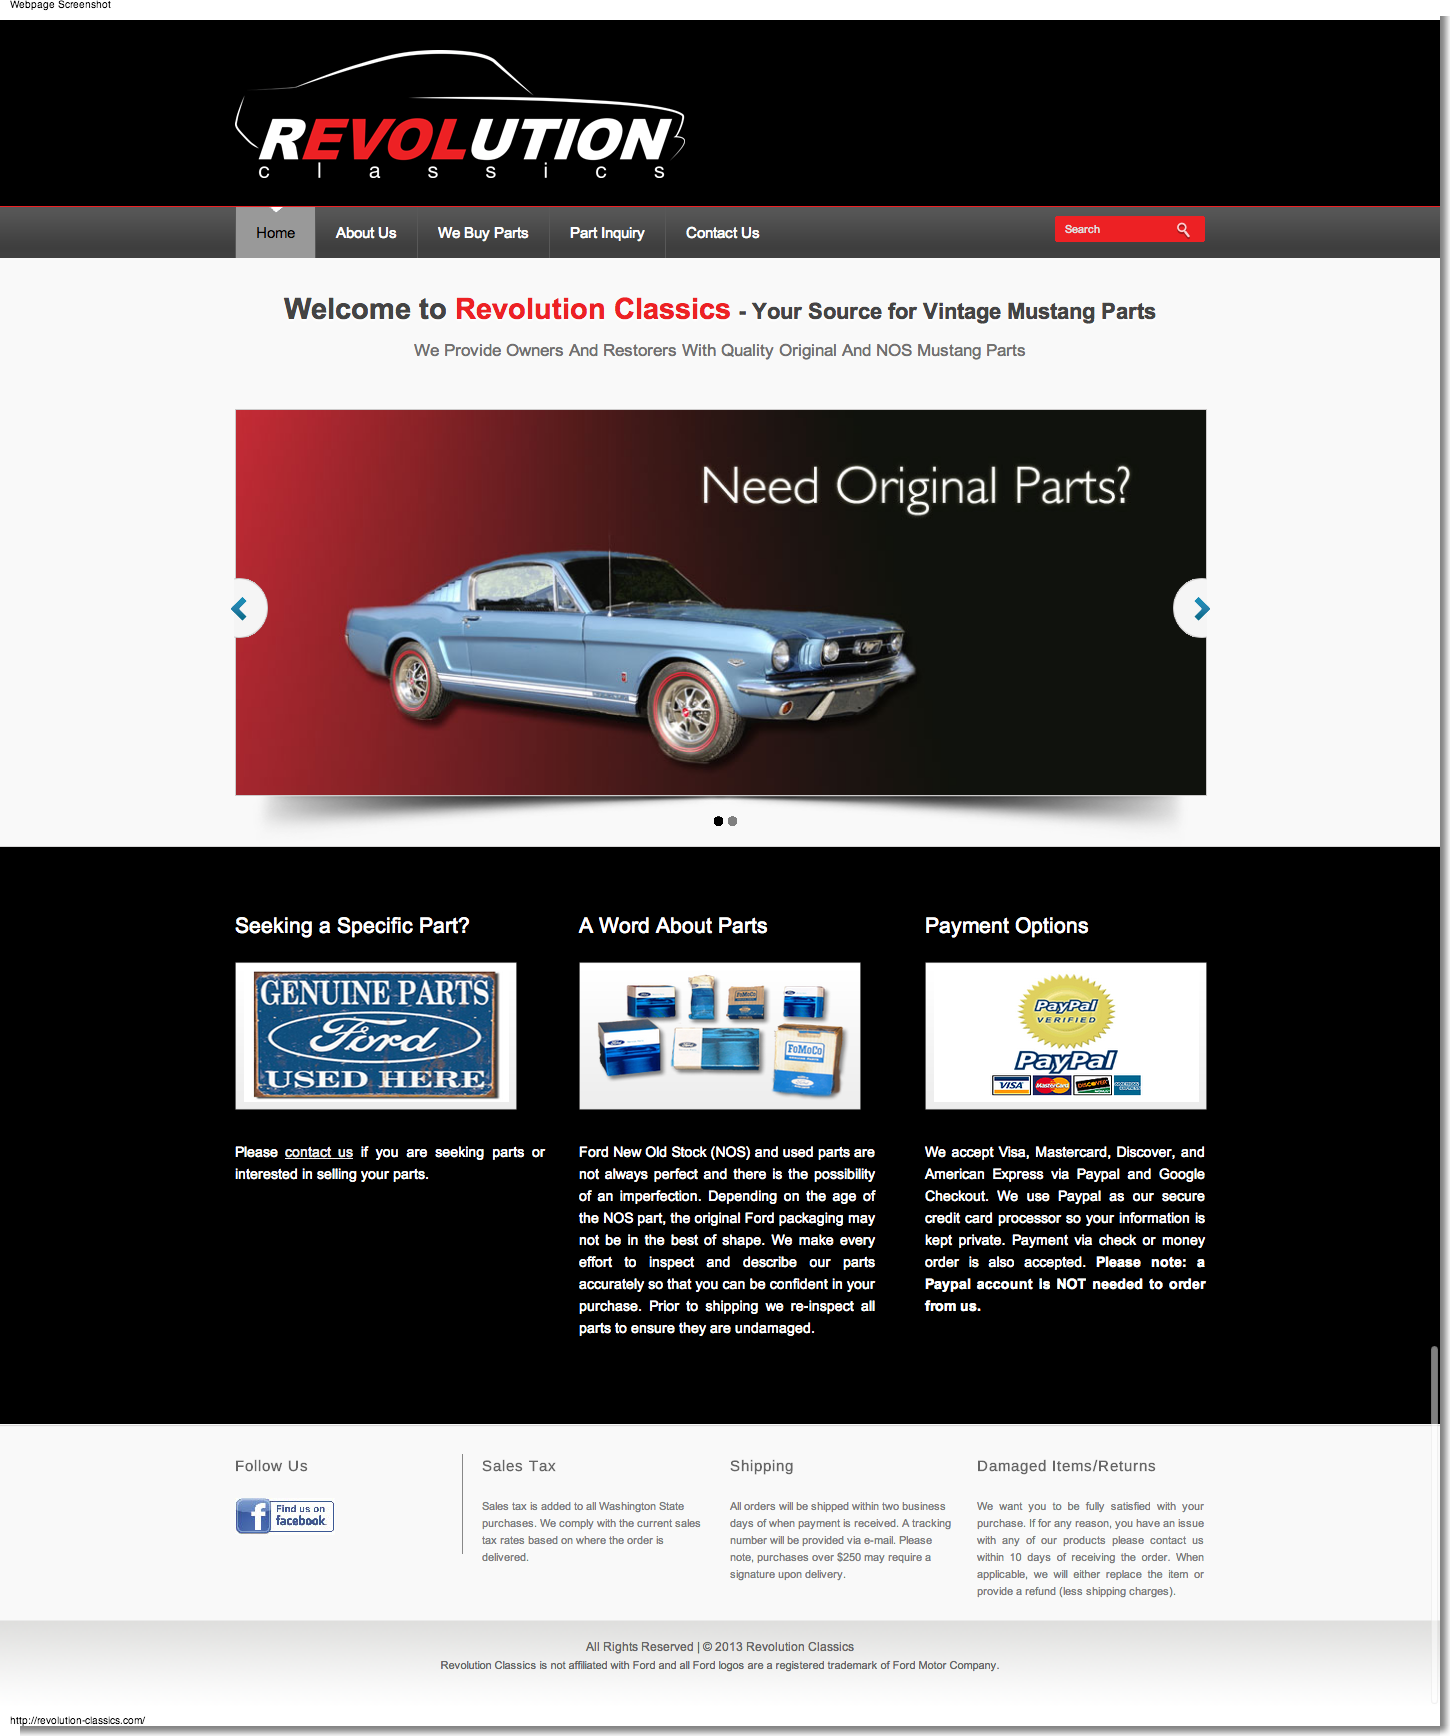 Webpage Screenshot
REVOLUTION
classics
Home
About Us
We Buy Parts
Part Inquiry
Contact Us
Search
Welcome to Revolution Classics - Your Source for Vintage Mustang Parts
We Provide Owners And Restorers With Quality Original And NOS Mustang Parts
Need Original Parts?
Seeking a Specific Part?
GENUINE PARTS
Ford
USED HERE
Please contact us if you are seeking parts or
interested in selling your parts.
A Word About Parts
FoMoCo
FoMoCo
Ford New Old Stock (NOS) and used parts are
not always perfect and there is the possibility
of an imperfection. Depending on the age of
the NOS part, the original Ford packaging may
not be in the best of shape. We make every
effort to inspect and describe our parts
accurately so that you can be confident in your
purchase. Prior to shipping we re-inspect all
parts to ensure they are undamaged.
Payment Options
PayPal
VERIFIED
PayPal
VISA
MasterCard
DISCOVER
AMERICAN EXPRESS
We accept Visa, Mastercard, Discover, and
American Express via Paypal and Google
Checkout. We use Paypal as our secure
credit card processor so your information is
kept private. Payment via check or money
order is also accepted. Please note: a
Paypal account is NOT needed to order
from us.
Follow Us
Find us on
facebook.
Sales Tax
Sales tax is added to all Washington State
purchases. We comply with the current sales
tax rates based on where the order is
delivered.
Shipping
All orders will be shipped within two business
days of when payment is received. A tracking
number will be provided via e-mail. Please
note, purchases over $250 may require a
signature upon delivery.
Damaged Items/Returns
We want you to be fully satisfied with your
purchase. If for any reason, you have an issue
with any of our products please contact us
within 10 days of receiving the order. When
applicable, we will either replace the item or
provide a refund (less shipping charges).
All Rights Reserved | © 2013 Revolution Classics
Revolution Classics is not affiliated with Ford and all Ford logos are a registered trademark of Ford Motor Company.
http://revolution-classics.com/